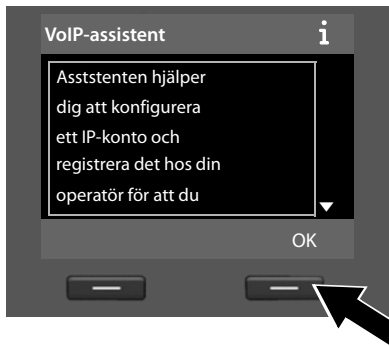 VoIP-assistent i
Asststenten hjälper
dig att konfigurera
ett IP-konto och
registrera det hos din
operatör för att du
OK